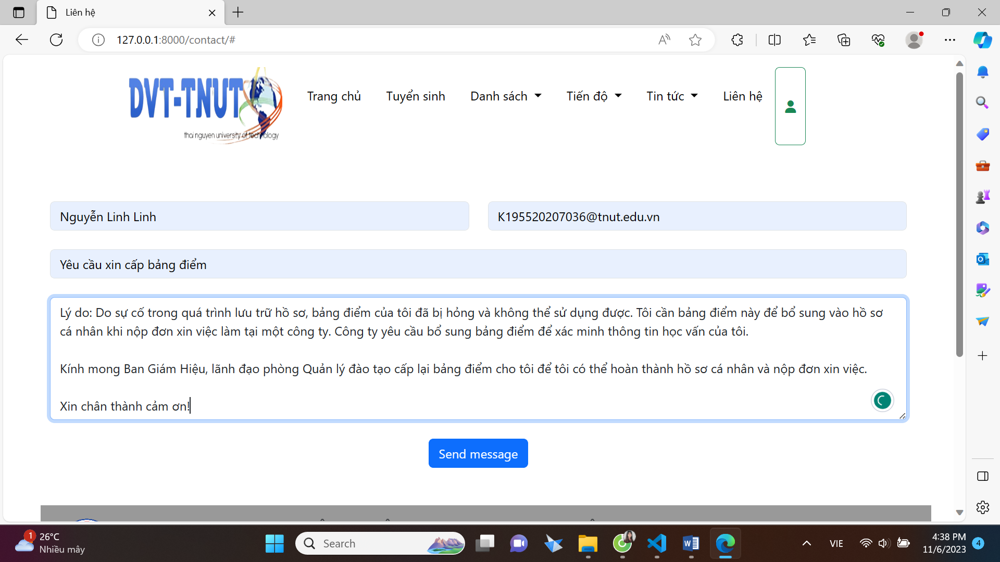 Liên hệ
127.0.0.1:8000/contact/#
DVT-TNUT
thai nguyen university of technology
Trang chủ
Tuyển sinh
Danh sách
Tiến độ
Tin tức
Liên hệ
Nguyễn Linh Linh
K195520207036@tnut.edu.vn
Yêu cầu xin cấp bảng điểm
Lý do: Do sự cố trong quá trình lưu trữ hồ sơ, bảng điểm của tôi đã bị hỏng và không thể sử dụng được. Tôi cần bảng điểm này để bổ sung vào hồ sơ
cá nhân khi nộp đơn xin việc làm tại một công ty. Công ty yêu cầu bổ sung bảng điểm để xác minh thông tin học vấn của tôi.
Kính mong Ban Giám Hiệu, lãnh đạo phòng Quản lý đào tạo cấp lại bảng điểm cho tôi để tôi có thể hoàn thành hồ sơ cá nhân và nộp đơn xin việc.
Xin chân thành cảm ơn!
Send message
1
26°C
Nhiều mây
Search
VIE
4:38 PM
11/6/2023
4